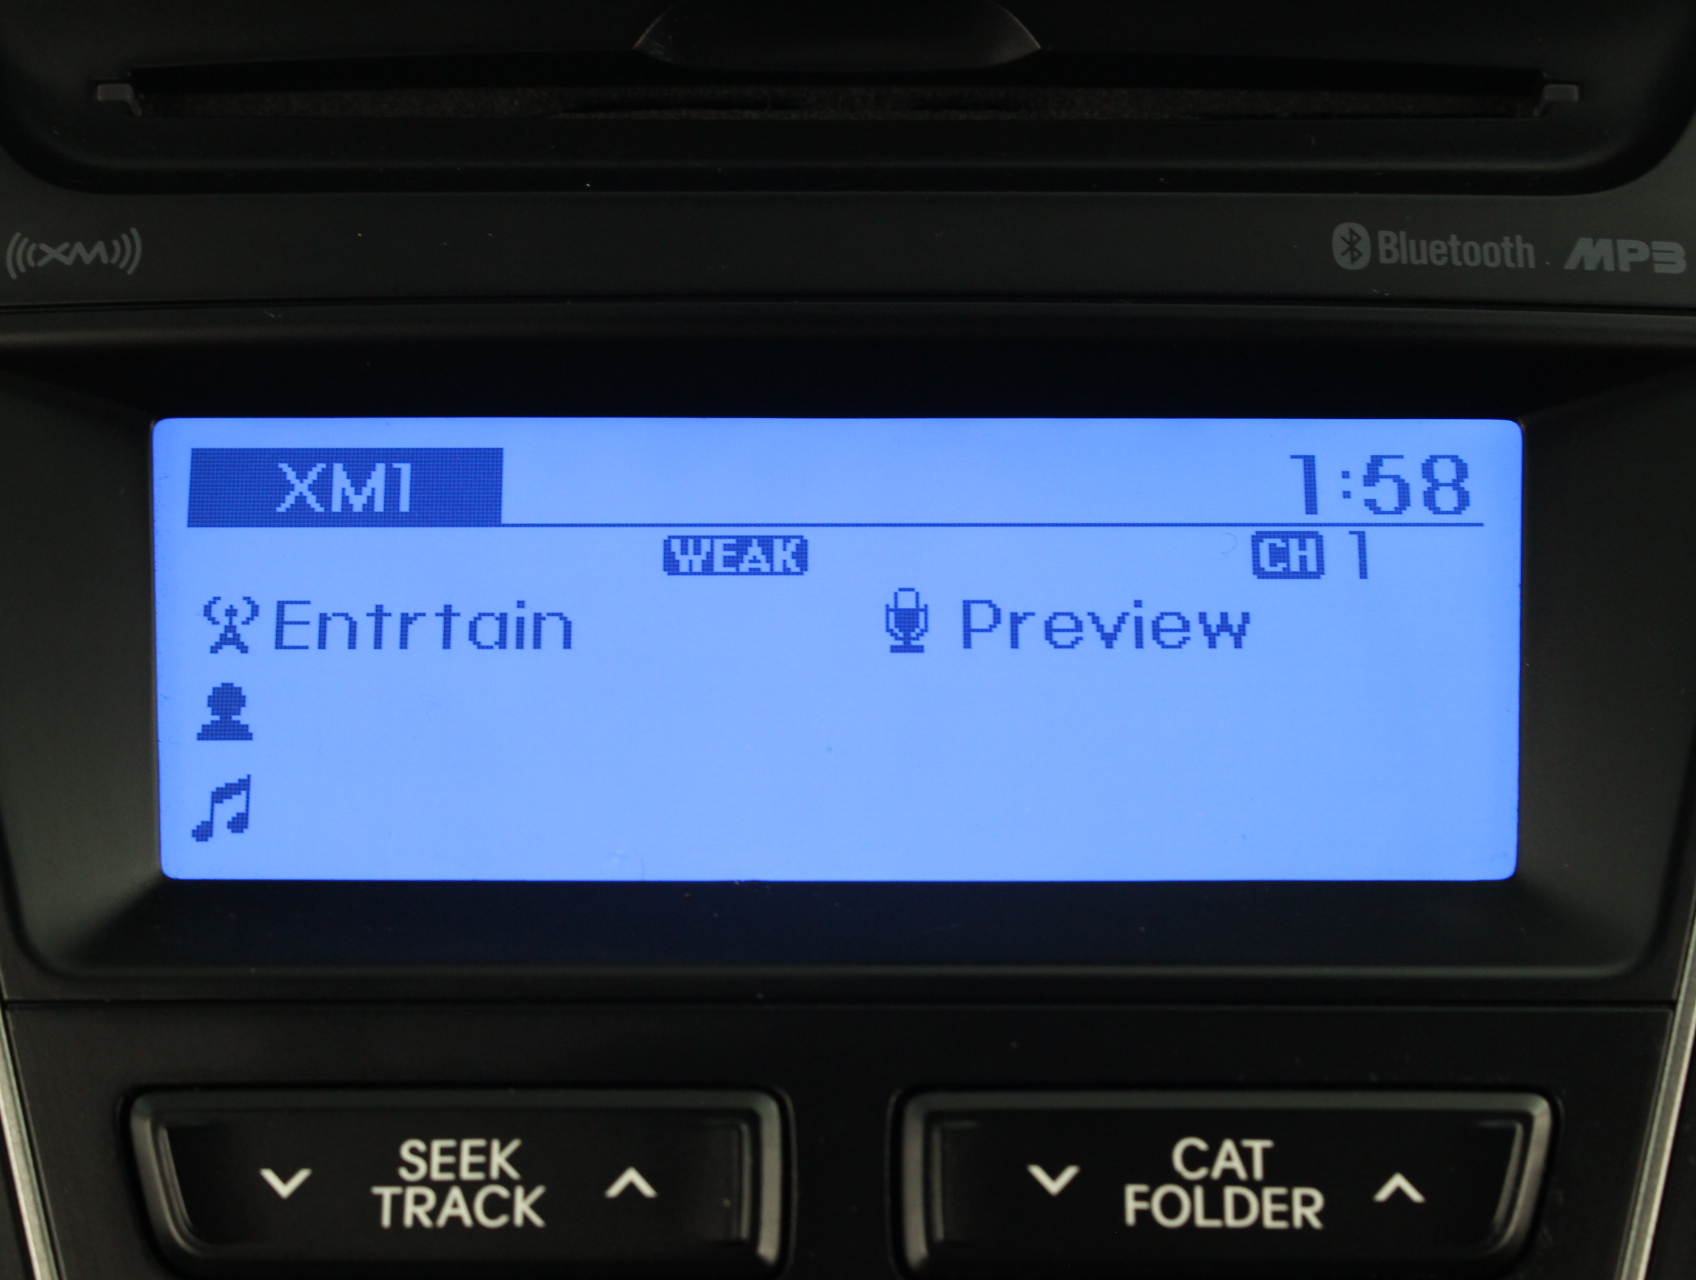 XM
Bluetooth MP3
XM1 1:58
WEAK CH 1
Entrtain Preview
SEEK TRACK
CAT FOLDER